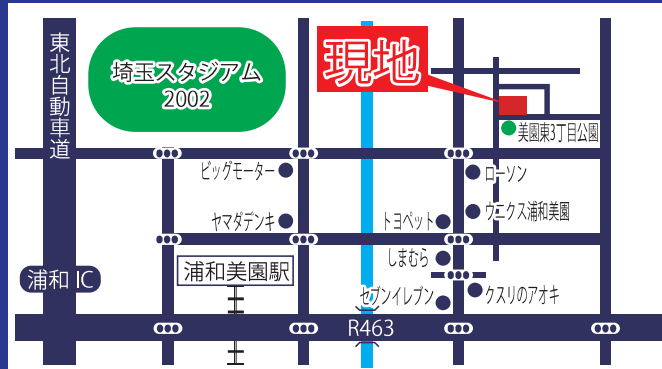 東北自動車道
埼玉スタジアム
2002
現地
美園東3丁目公園
ビッグモーター
ローソン
ヤマダデンキ
トヨペット
ウニクス浦和美園
しまむら
浦和美園駅
浦和 IC
セブンイレブン
クスリのアオキ
R463